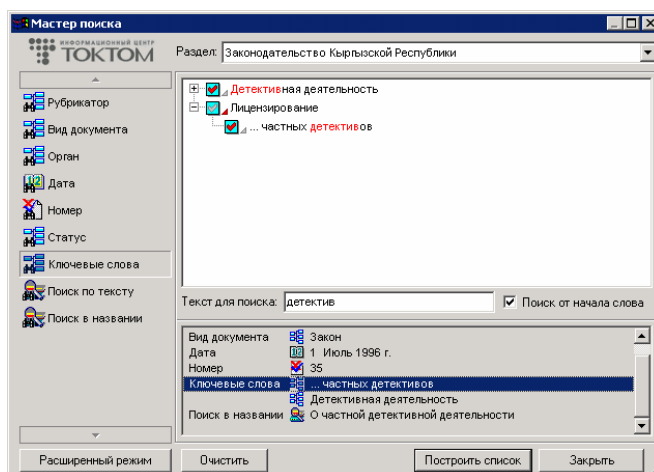 Мастер поиска
ИНФОРМАЦИОННЫЙ ЦЕНТР
ТОКТОМ
Раздел: Законодательство Кыргызской Республики
Рубрикатор
Вид документа
Орган
Дата
Номер
Статус
Ключевые слова
Поиск по тексту
Поиск в названии
Детективная деятельность
Лицензирование
... частных детективов
Текст для поиска: детектив Поиск от начала слова
Вид документа Закон
Дата 1 Июль 1996 г.
Номер 35
Ключевые слова ... частных детективов
Детективная деятельность
Поиск в названии О частной детективной деятельности
Расширенный режим Очистить Построить список Закрыть